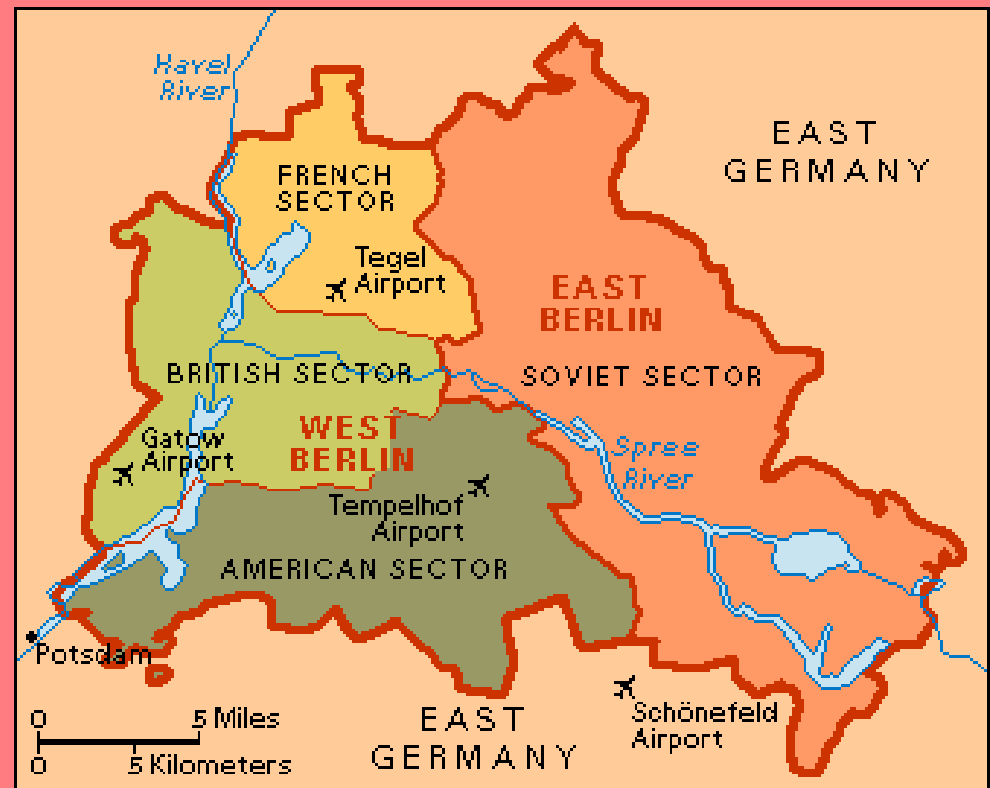 Havel
River
EAST
GERMANY
FRENCH
SECTOR
Tegel
Airport
EAST
BERLIN
BRITISH SECTOR
SOVIET SECTOR
WEST
BERLIN
Gatow
Airport
Spree
River
Tempelhof
Airport
AMERICAN SECTOR
Potsdam
Schönefeld
Airport
EAST
GERMANY
0 5 Miles
0 5 Kilometers